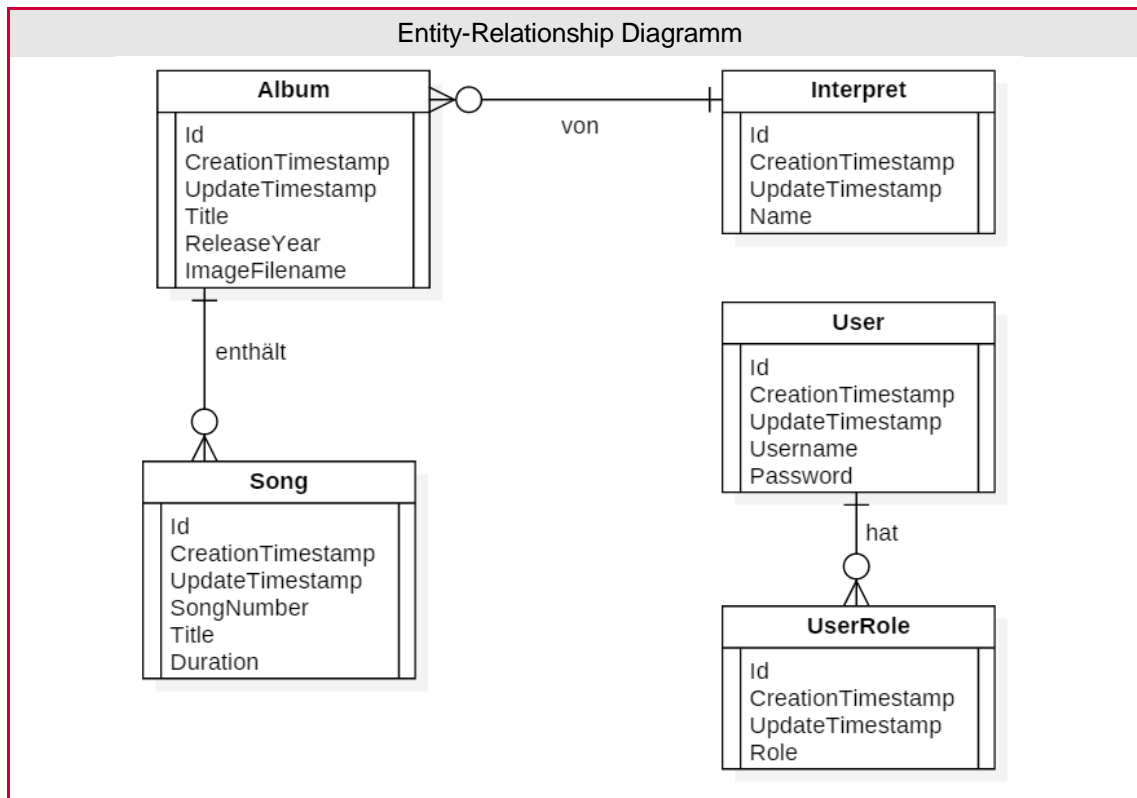 Entity-Relationship Diagramm
Album
Id
CreationTimestamp
UpdateTimestamp
Title
ReleaseYear
ImageFilename
von
Interpret
Id
CreationTimestamp
UpdateTimestamp
Name
enthält
Song
Id
CreationTimestamp
UpdateTimestamp
SongNumber
Title
Duration
User
Id
CreationTimestamp
UpdateTimestamp
Username
Password
hat
UserRole
Id
CreationTimestamp
UpdateTimestamp
Role